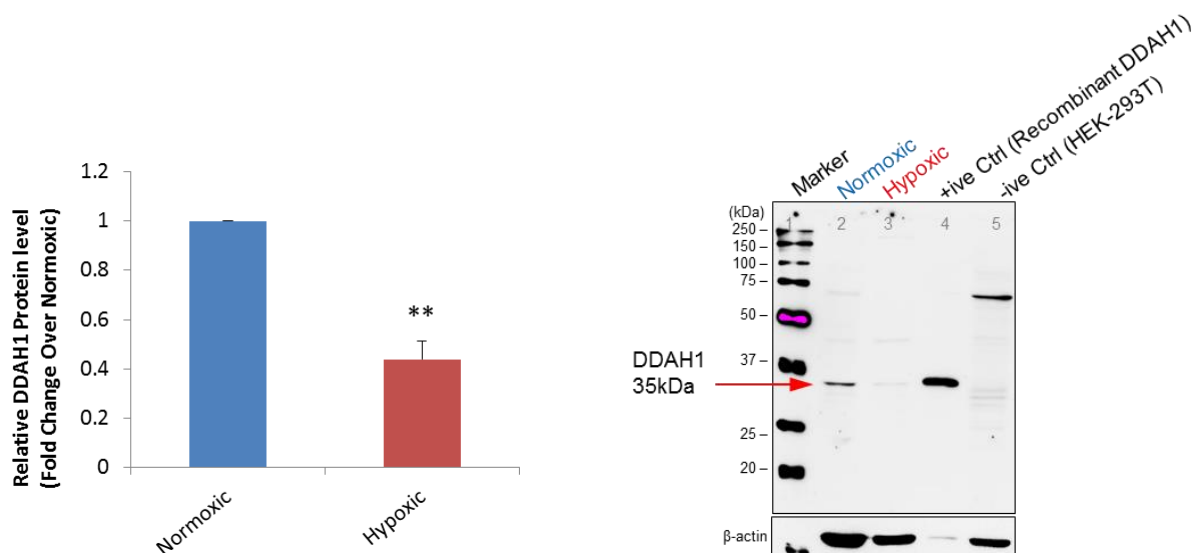 Relative DDAH1 Protein level
(Fold Change Over Normoxic)
1.2
1
0.8
0.6
0.4
0.2
0
**
Normoxic
Hypoxic
Marker
Normoxic
Hypoxic
+ive Ctrl (Recombinant DDAH1)
-ive Ctrl (HEK-293T)
(kDa)
1 2 3 4 5
250 –
150 –
100 –
75 –
50 –
37 –
25 –
20 –
DDAH1
35kDa
β-actin